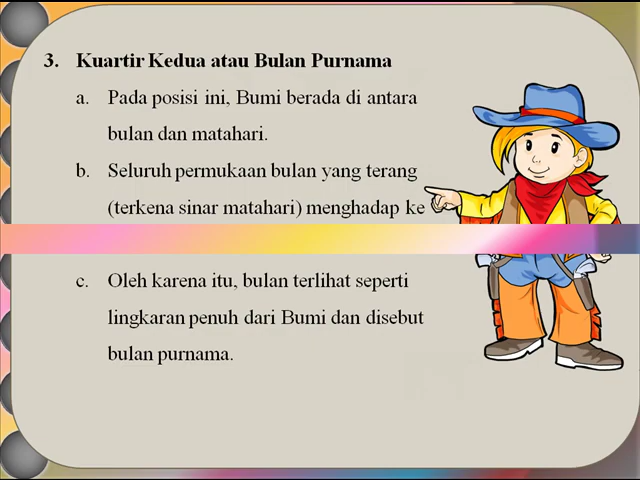 3. Kuartir Kedua atau Bulan Purnama
a. Pada posisi ini, Bumi berada di antara
bulan dan matahari.
b. Seluruh permukaan bulan yang terang
(terkena sinar matahari) menghadap ke
c. Oleh karena itu, bulan terlihat seperti
lingkaran penuh dari Bumi dan disebut
bulan purnama.